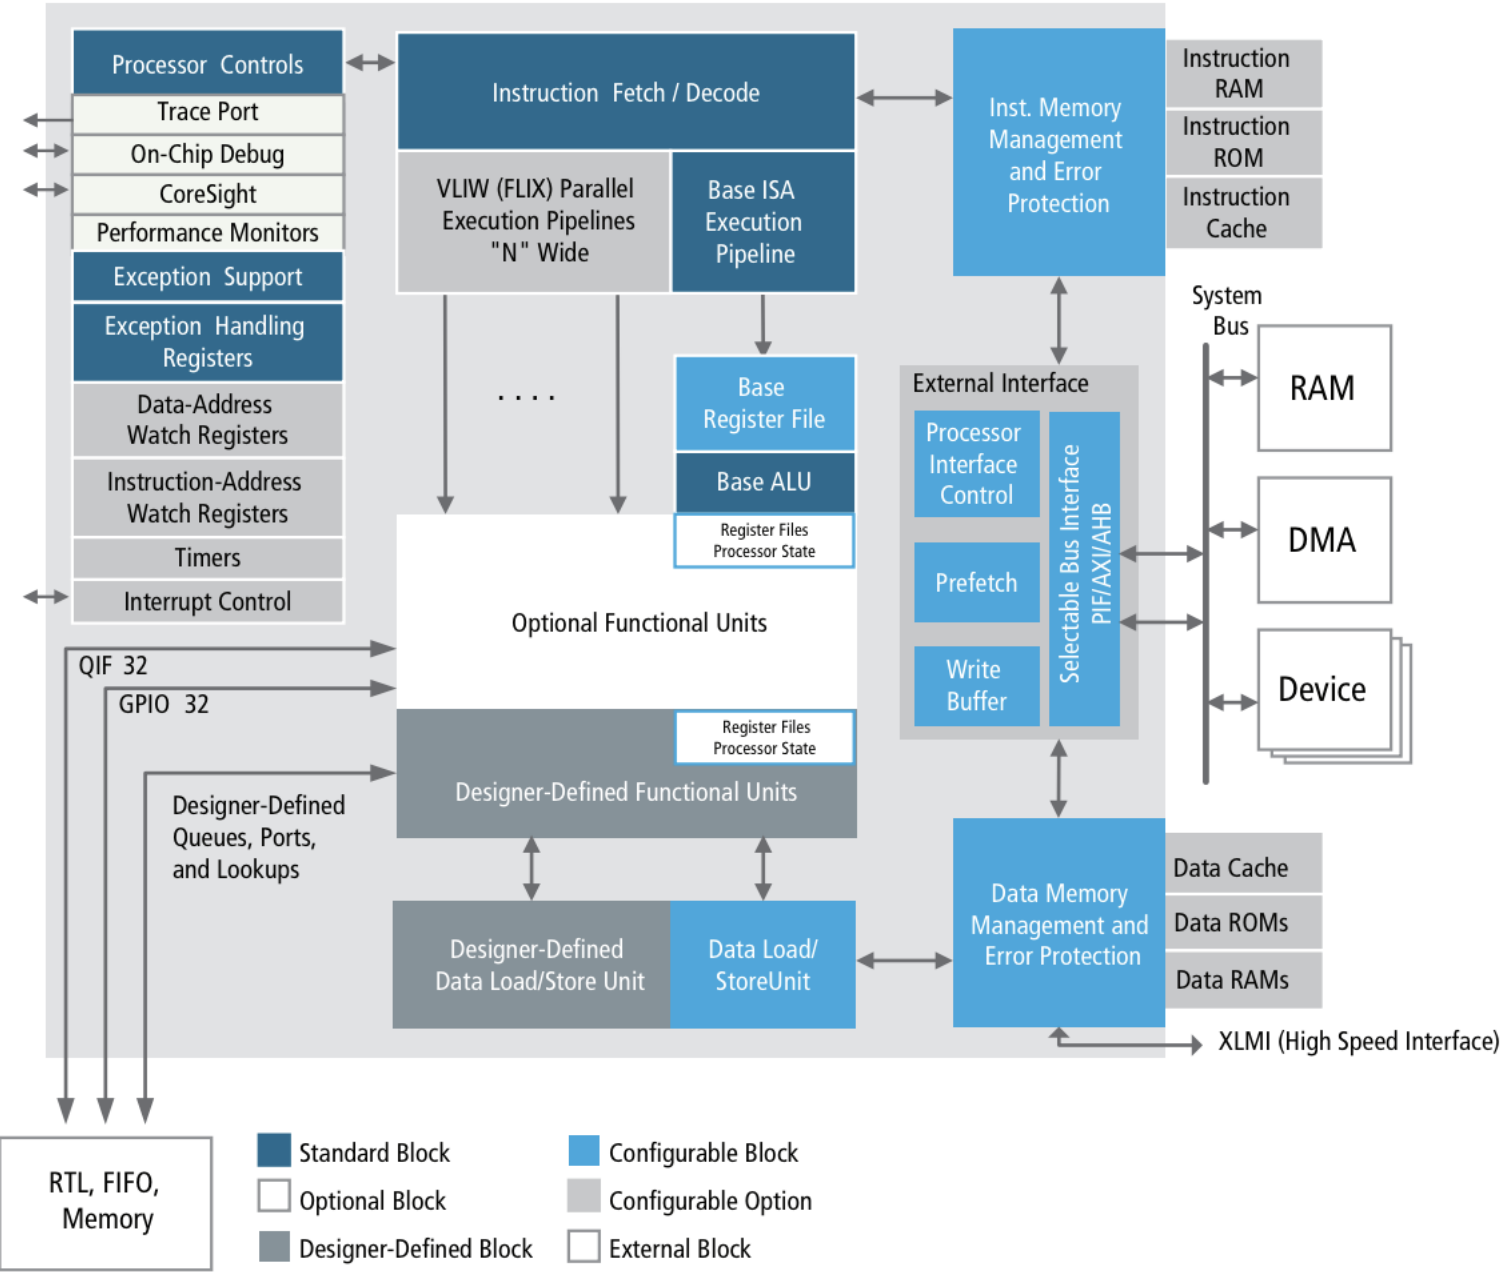 Processor Controls
Trace Port
On-Chip Debug
CoreSight
Performance Monitors
Exception Support
Exception Handling
Registers
Data-Address
Watch Registers
Instruction-Address
Watch Registers
Timers
Interrupt Control
Instruction Fetch / Decode
VLIW (FLIX) Parallel
Execution Pipelines
"N" Wide
Base ISA
Execution
Pipeline
. . . .
Base
Register File
Base ALU
Register Files
Processor State
Optional Functional Units
Register Files
Processor State
Designer-Defined Functional Units
Designer-Defined
Data Load/Store Unit
Data Load/
StoreUnit
QIF 32
GPIO 32
Designer-Defined
Queues, Ports,
and Lookups
Inst. Memory
Management
and Error
Protection
Instruction
RAM
Instruction
ROM
Instruction
Cache
External Interface
Processor
Interface
Control
Prefetch
Write
Buffer
Selectable Bus Interface
PIF/AXI/AHB
System
Bus
RAM
DMA
Device
Data Memory
Management and
Error Protection
Data Cache
Data ROMs
Data RAMs
XLMI (High Speed Interface)
RTL, FIFO,
Memory
Standard Block
Optional Block
Designer-Defined Block
Configurable Block
Configurable Option
External Block